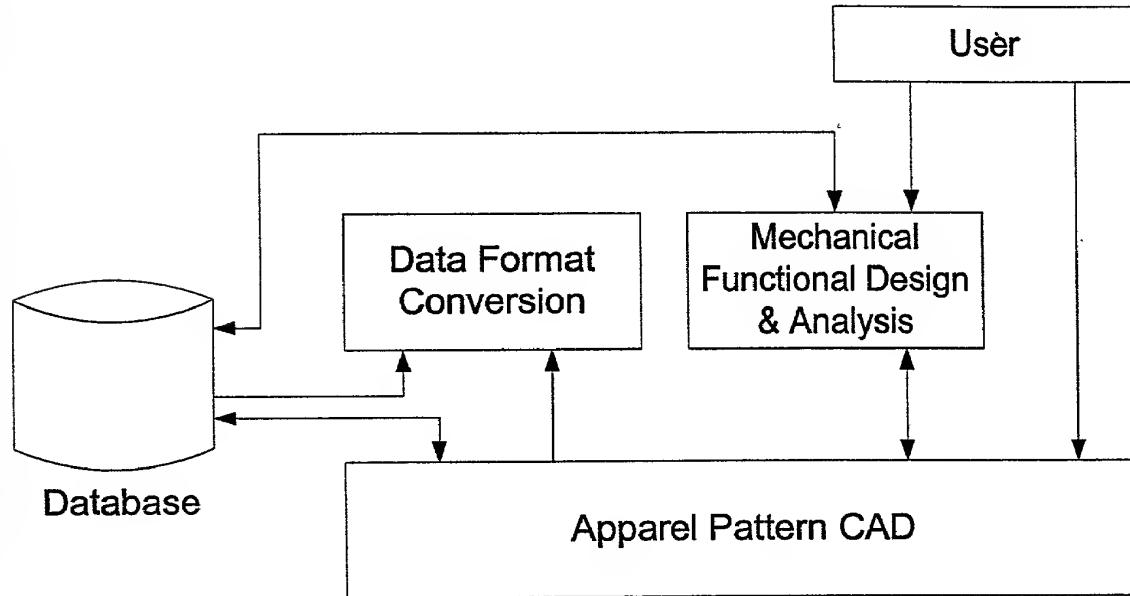 User
Data Format
Conversion
Mechanical
Functional Design
& Analysis
Database
Apparel Pattern CAD